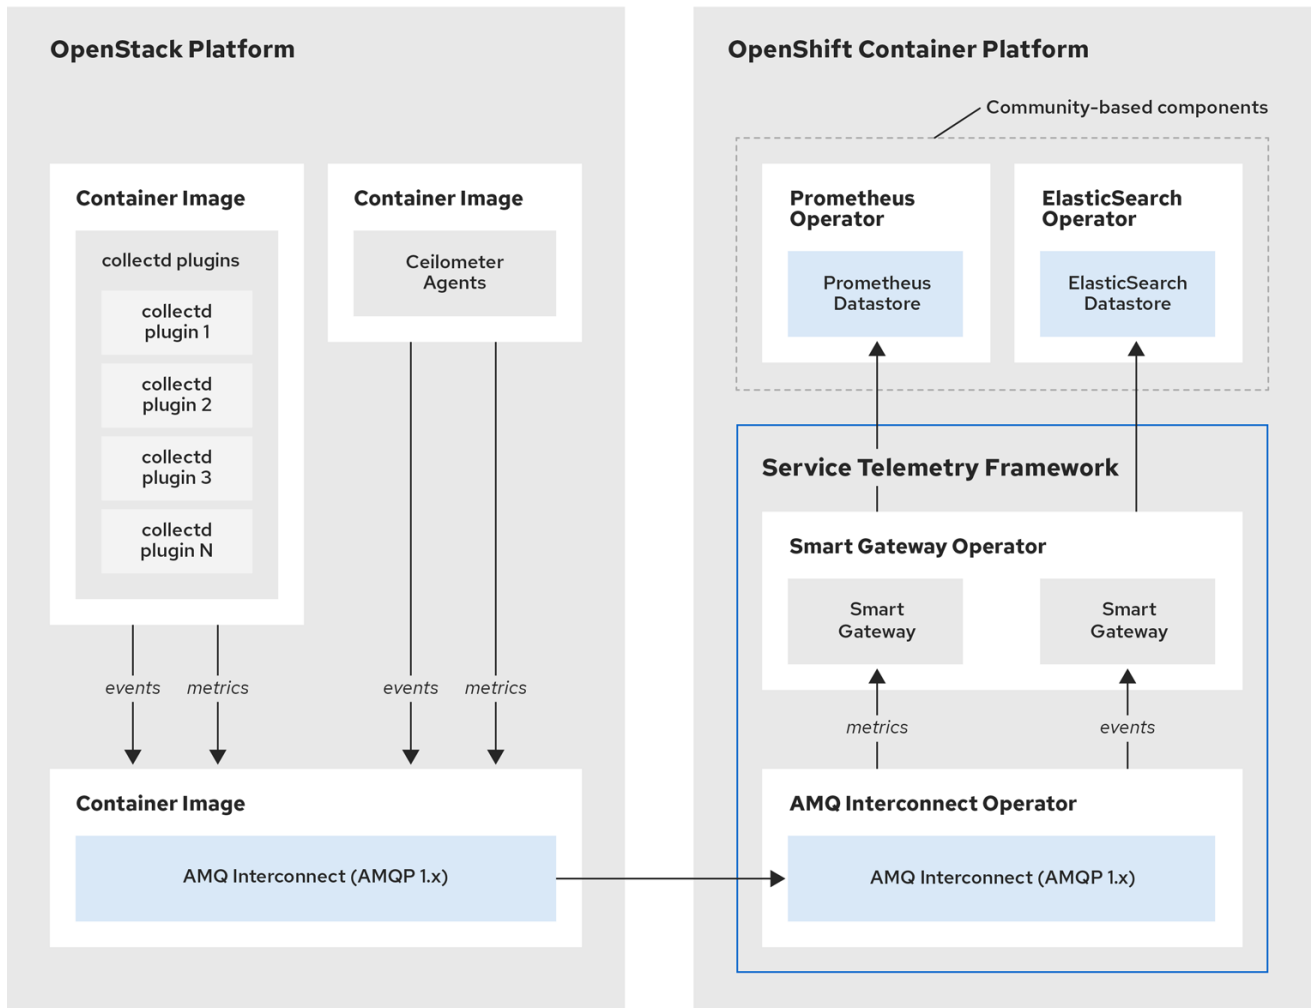 OpenStack Platform
Container Image
collectd plugins
collectd
plugin 1
collectd
plugin 2
collectd
plugin 3
collectd
plugin N
Container Image
Ceilometer
Agents
events
metrics
events
metrics
Container Image
AMQ Interconnect (AMQP 1.x)
OpenShift Container Platform
Community-based components
Prometheus
Operator
Prometheus
Datastore
ElasticSearch
Operator
ElasticSearch
Datastore
Service Telemetry Framework
Smart Gateway Operator
Smart
Gateway
Smart
Gateway
metrics
events
AMQ Interconnect Operator
AMQ Interconnect (AMQP 1.x)